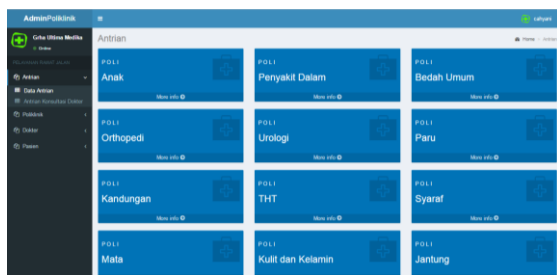 AdminPoliklinik
cahyani
Grha Ultima Medika
Online
Antrian
Home
Antrian
Antrian
Data Antrian
Antrian Konsultasi Dokter
Poliklinik
Dokter
Pasien
POLI
Anak
More info
POLI
Penyakit Dalam
More info
POLI
Bedah Umum
More info
POLI
Orthopedi
More info
POLI
Urologi
More info
POLI
Paru
More info
POLI
Kandungan
More info
POLI
THT
More info
POLI
Syaraf
More info
POLI
Mata
POLI
Kulit dan Kelamin
POLI
Jantung